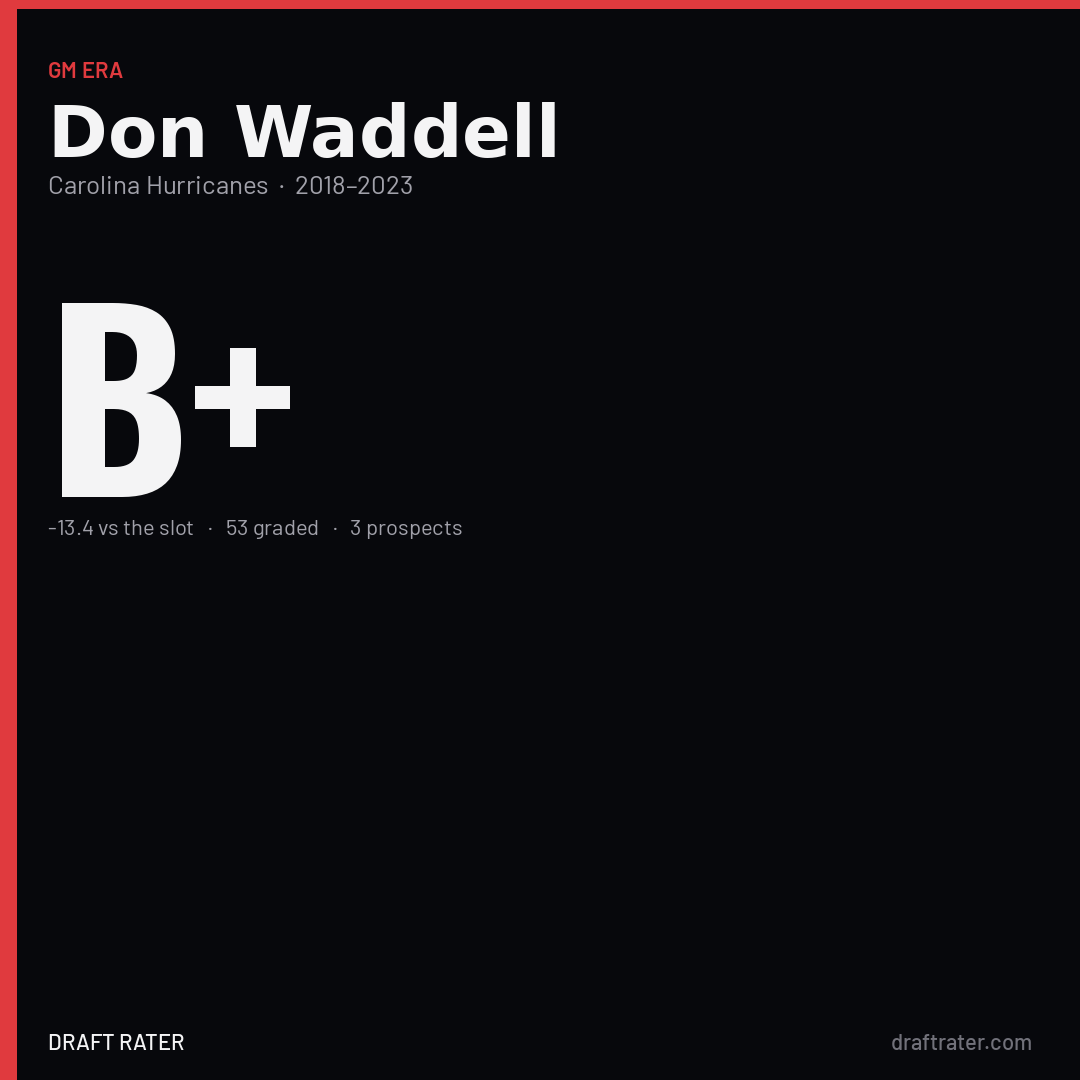 GM ERA
Don Waddell
Carolina Hurricanes · 2018–2023
B+
-13.4 vs the slot · 53 graded · 3 prospects
DRAFT RATER
draftrater.com